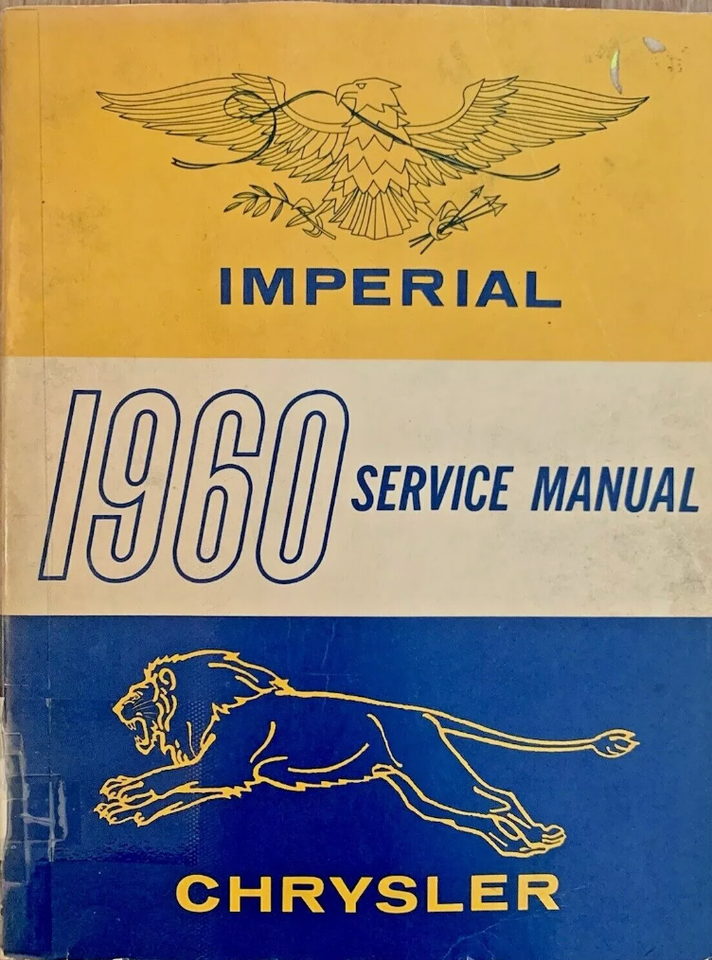 IMPERIAL
1960 SERVICE MANUAL
CHRYSLER